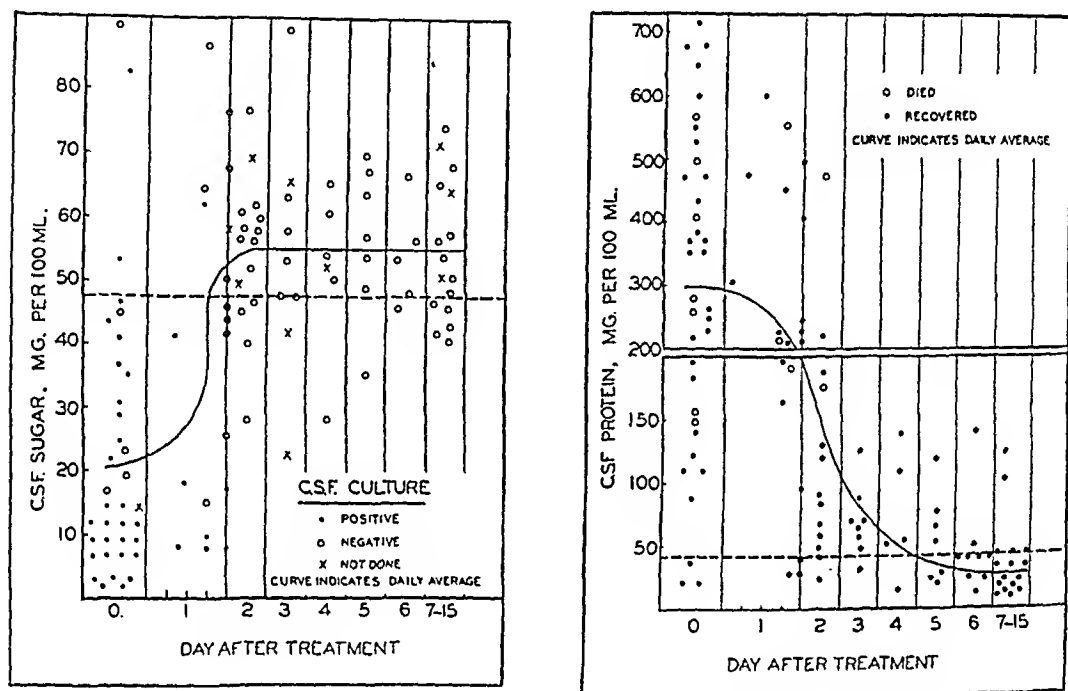 80
70
60
50
40
30
20
10
C.S.F. SUGAR. MG. PER 100 ML.
C.S.F. CULTURE
• POSITIVE
o NEGATIVE
x NOT DONE
CURVE INDICATES DAILY AVERAGE
0. 1 2 3 4 5 6 7-15
DAY AFTER TREATMENT
700
600
500
400
300
200
150
100
50
0
CSF PROTEIN, MG. PER 100 ML.
o DIED
• RECOVERED
CURVE INDICATES DAILY AVERAGE
0 1 2 3 4 5 6 7-15
DAY AFTER TREATMENT